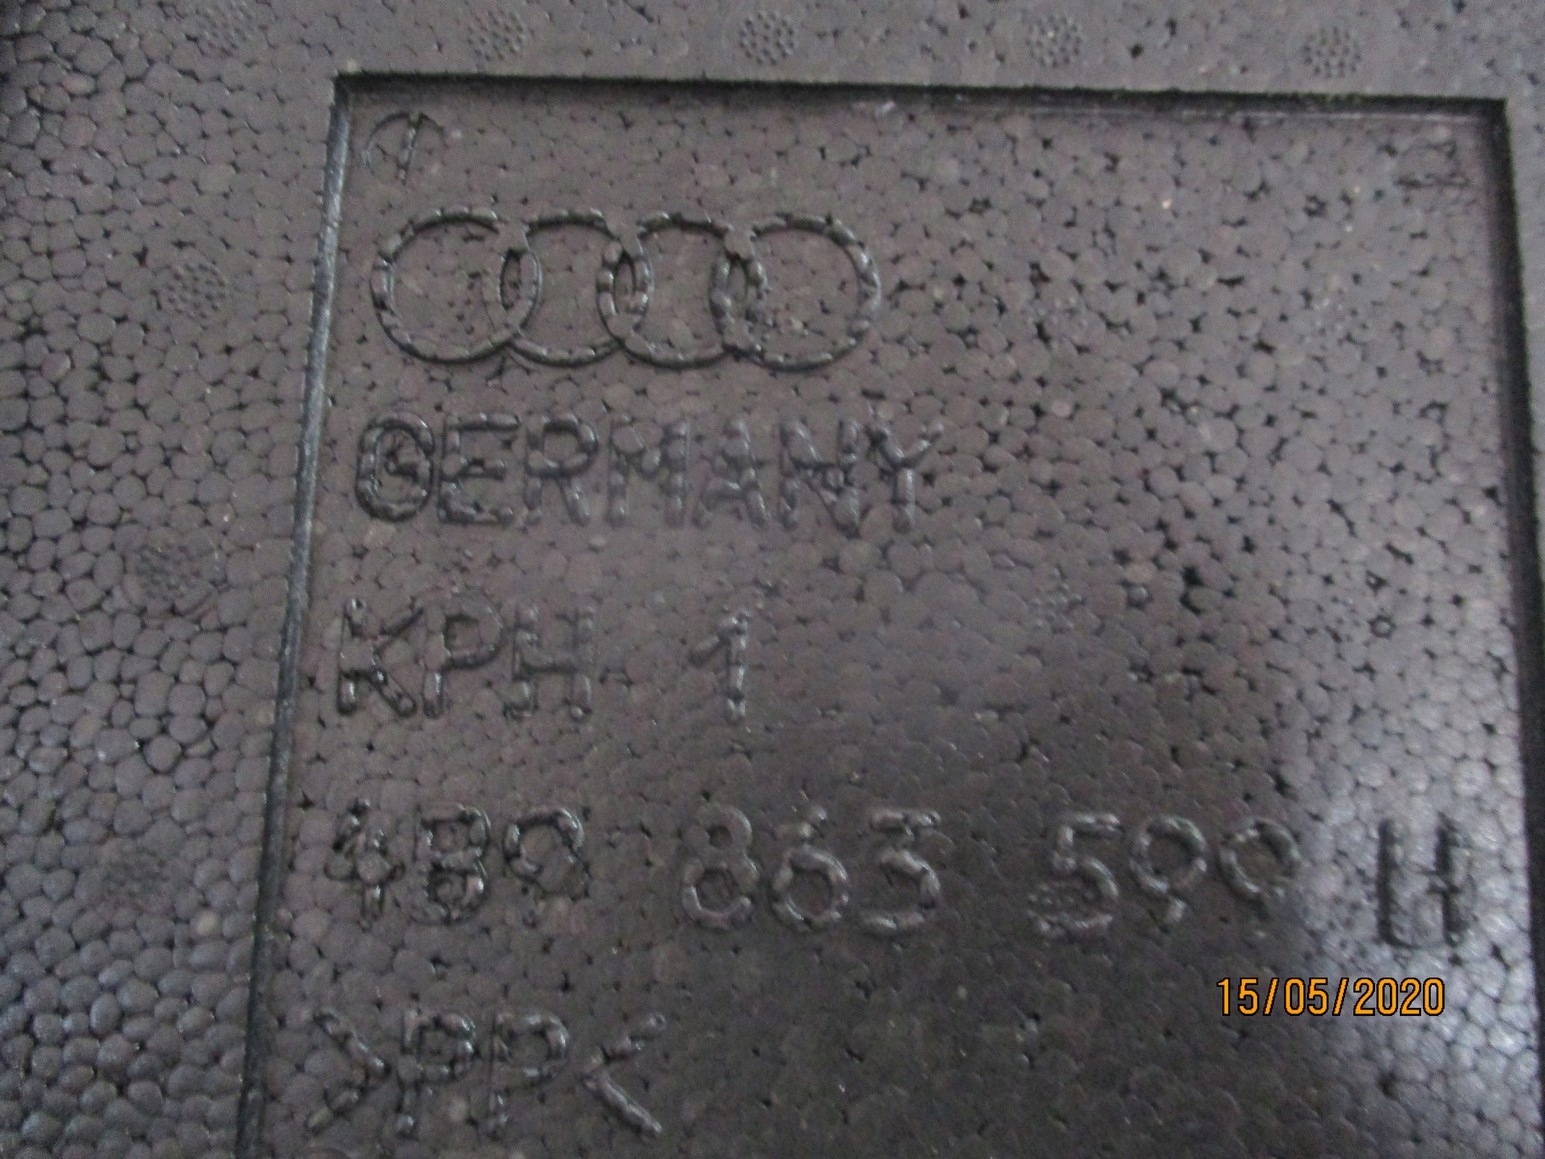 GERMANY
KPH 1
4B9 863 599 H
>PP<
15/05/2020